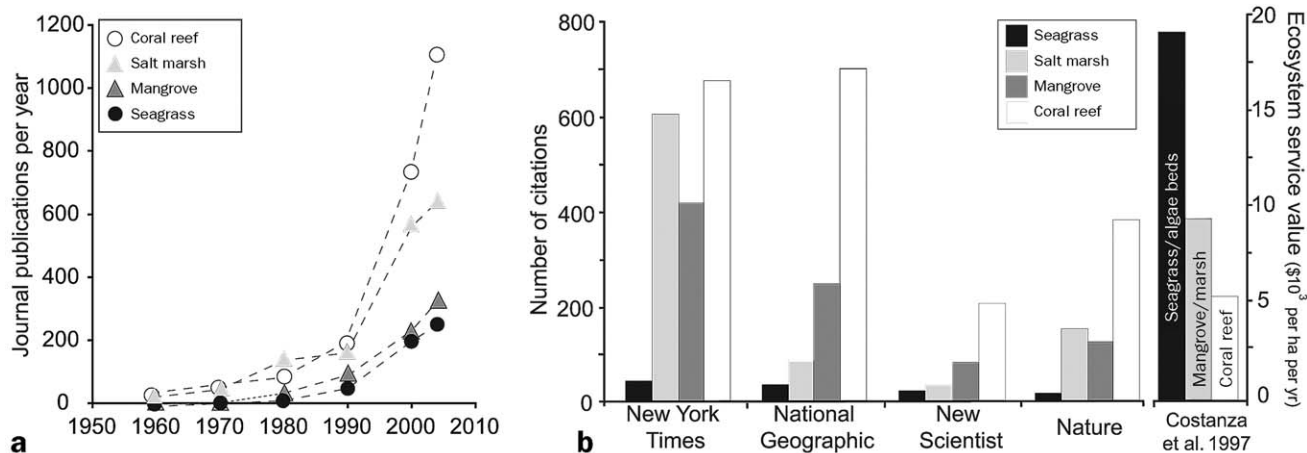 Journal publications per year
1400
1200
1000
800
600
400
200
0
1950
1960
1970
1980
1990
2000
2010
Coral reef
Salt marsh
Mangrove
Seagrass
a
Number of citations
800
600
400
200
0
Seagrass
Salt marsh
Mangrove
Coral reef
New York
Times
National
Geographic
New
Scientist
Nature
b
Seagrass/algae beds
Mangrove/marsh
Coral reef
Costanza
et al. 1997
20
15
10
5
0
Ecosystem service value ($10³ per ha per yr)